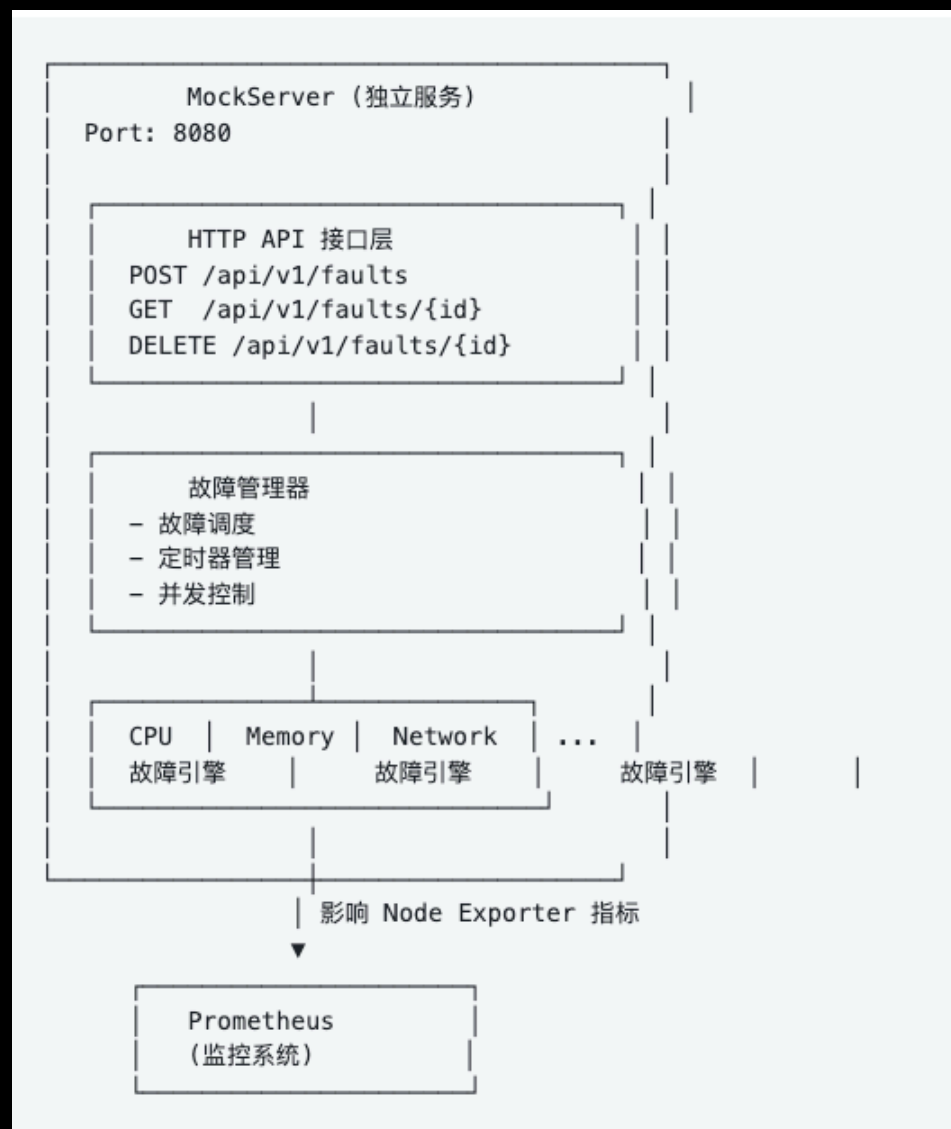 MockServer (独立服务)
Port: 8080
HTTP API 接口层
POST /api/v1/faults
GET  /api/v1/faults/{id}
DELETE /api/v1/faults/{id}
故障管理器
- 故障调度
- 定时器管理
- 并发控制
CPU │ Memory │ Network │ ... │
故障引擎 │ 故障引擎 │ 故障引擎 │ │
│ 影响 Node Exporter 指标
▼
Prometheus
(监控系统)